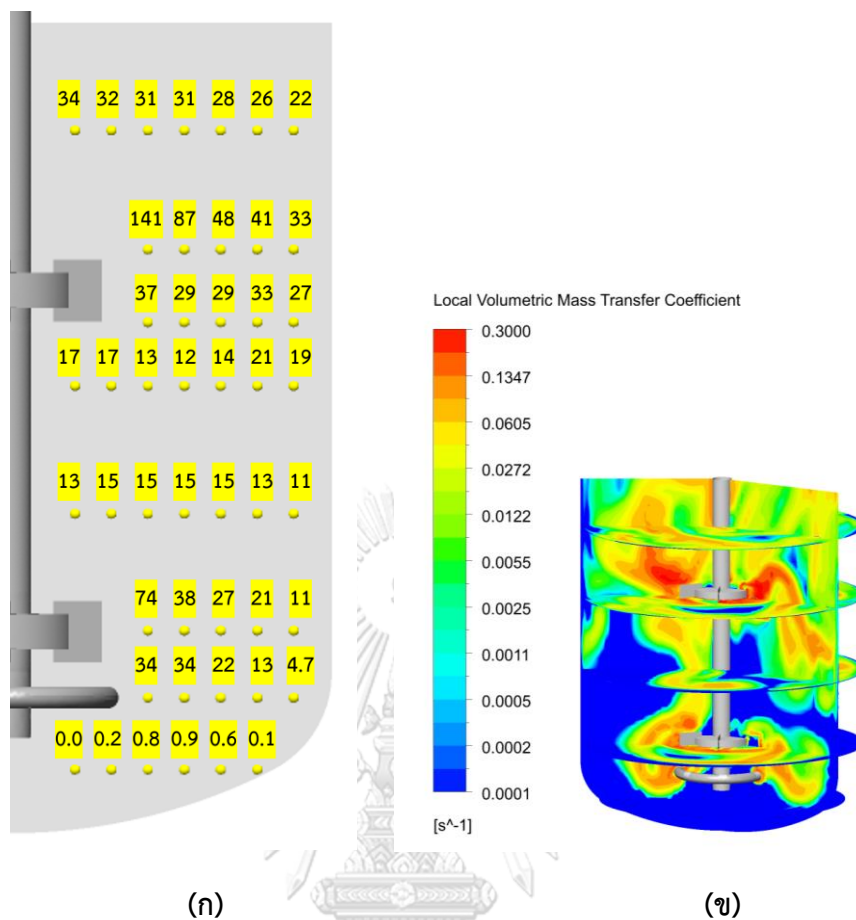 34 32 31 31 28 26 22
141 87 48 41 33
37 29 29 33 27
17 17 13 12 14 21 19
13 15 15 15 15 13 11
74 38 27 21 11
34 34 22 13 4.7
0.0 0.2 0.8 0.9 0.6 0.1
(ก)
Local Volumetric Mass Transfer Coefficient
0.3000
0.1347
0.0605
0.0272
0.0122
0.0055
0.0025
0.0011
0.0005
0.0002
0.0001
[s^-1]
(ข)